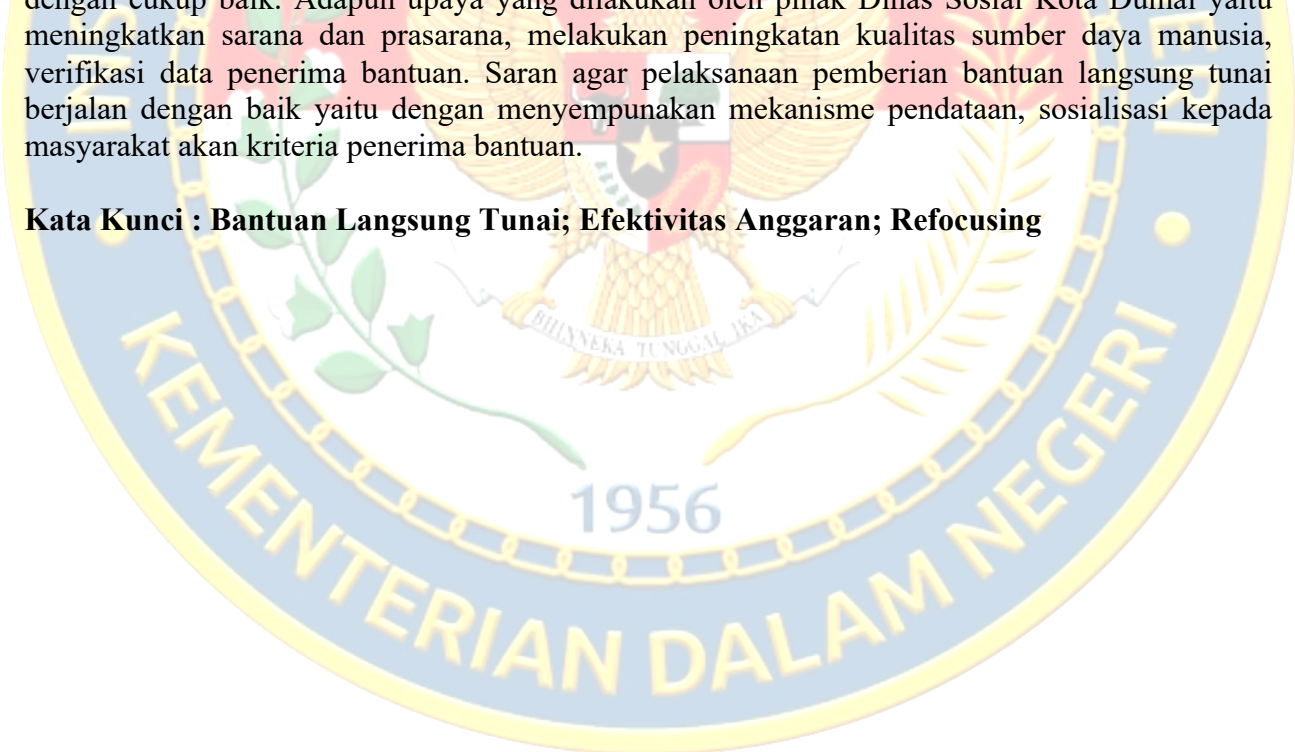 dengan cukup baik. Adapun upaya yang dilakukan oleh pihak Dinas Sosial Kota Dumai yaitu
meningkatkan sarana dan prasarana, melakukan peningkatan kualitas sumber daya manusia,
verifikasi data penerima bantuan. Saran agar pelaksanaan pemberian bantuan langsung tunai
berjalan dengan baik yaitu dengan menyempunakan mekanisme pendataan, sosialisasi kepada
masyarakat akan kriteria penerima bantuan.
Kata Kunci : Bantuan Langsung Tunai; Efektivitas Anggaran; Refocusing
BHINNEKA TUNGGAL IKA
1956
KEMENTERIAN DALAM NEGERI